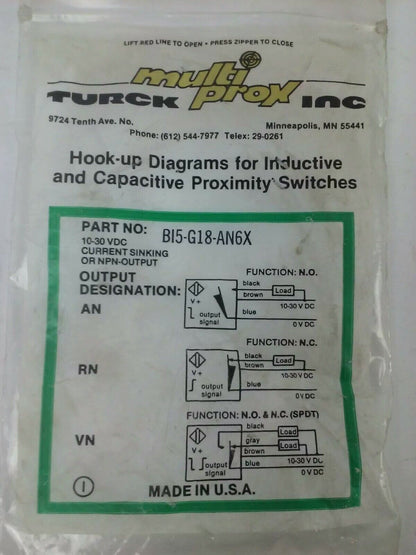 LIFT RED LINE TO OPEN • PRESS ZIPPER TO CLOSE
multi
TURCK prox INC
9724 Tenth Ave. No. Minneapolis, MN 55441
Phone: (612) 544-7977 Telex: 29-0261
Hook-up Diagrams for Inductive
and Capacitive Proximity Switches
PART NO: BI5-G18-AN6X
10-30 VDC
CURRENT SINKING
OR NPN-OUTPUT
OUTPUT
DESIGNATION:
FUNCTION: N.O.
AN
black
Load
V+
brown
10-30 V DC
output
signal
blue
0 V DC
FUNCTION: N.C.
RN
black
Load
V+
brown
10-30 V DC
output
signal
blue
0 V DC
FUNCTION: N.O. & N.C. (SPDT)
VN
black
Load
gray
Load
V+
brown
10-30 V DC
output
signal
blue
0 V DC
I
MADE IN U.S.A.